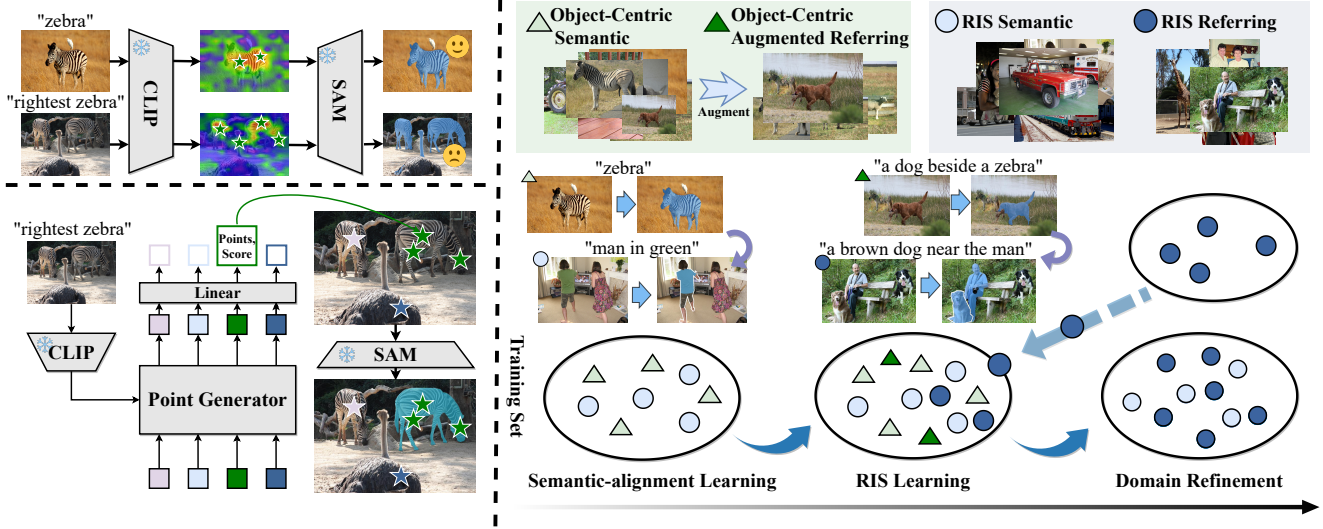 "zebra"
CLIP
SAM
"rightest zebra"
"rightest zebra"
Points,
Score
Linear
CLIP
Point Generator
SAM
Object-Centric
Semantic
Object-Centric
Augmented Referring
Augment
RIS Semantic
RIS Referring
"zebra"
"a dog beside a zebra"
"man in green"
"a brown dog near the man"
Training Set
Semantic-alignment Learning
RIS Learning
Domain Refinement